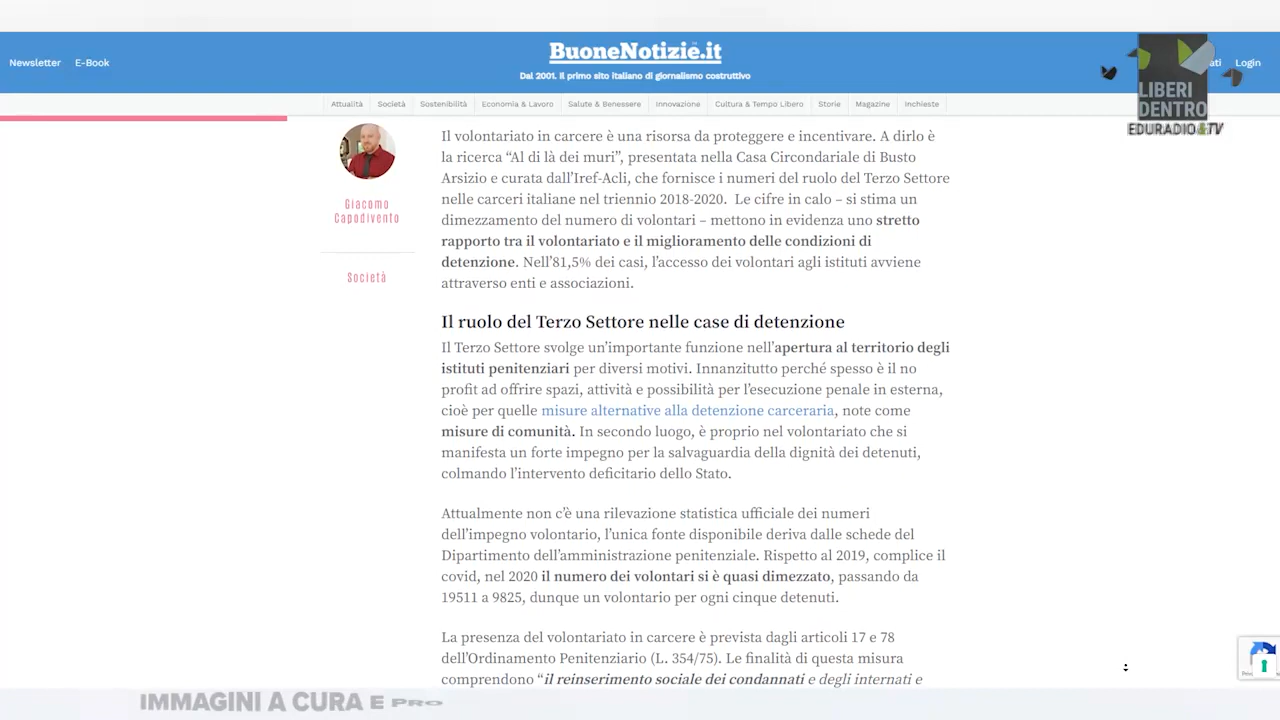 Newsletter
E-Book
BuoneNotizie.it
Dal 2001. Il primo sito italiano di giornalismo costruttivo
Login
LIBERI
DENTRO
EDURADIO&TV
Attualità
Società
Sostenibilità
Economia & Lavoro
Salute & Benessere
Innovazione
Cultura & Tempo Libero
Storie
Magazine
Inchieste
Giacomo
Capodivento
Società
Il volontariato in carcere è una risorsa da proteggere e incentivare. A dirlo è
la ricerca “Al di là dei muri”, presentata nella Casa Circondariale di Busto
Arsizio e curata dall’Iref-Acli, che fornisce i numeri del ruolo del Terzo Settore
nelle carceri italiane nel triennio 2018-2020. Le cifre in calo – si stima un
dimezzamento del numero di volontari – mettono in evidenza uno stretto
rapporto tra il volontariato e il miglioramento delle condizioni di
detenzione. Nell’81,5% dei casi, l’accesso dei volontari agli istituti avviene
attraverso enti e associazioni.
Il ruolo del Terzo Settore nelle case di detenzione
Il Terzo Settore svolge un’importante funzione nell’apertura al territorio degli
istituti penitenziari per diversi motivi. Innanzitutto perché spesso è il no
profit ad offrire spazi, attività e possibilità per l’esecuzione penale in esterna,
cioè per quelle misure alternative alla detenzione carceraria, note come
misure di comunità. In secondo luogo, è proprio nel volontariato che si
manifesta un forte impegno per la salvaguardia della dignità dei detenuti,
colmando l’intervento deficitario dello Stato.
Attualmente non c’è una rilevazione statistica ufficiale dei numeri
dell’impegno volontario, l’unica fonte disponibile deriva dalle schede del
Dipartimento dell’amministrazione penitenziale. Rispetto al 2019, complice il
covid, nel 2020 il numero dei volontari si è quasi dimezzato, passando da
19511 a 9825, dunque un volontario per ogni cinque detenuti.
La presenza del volontariato in carcere è prevista dagli articoli 17 e 78
dell’Ordinamento Penitenziario (L. 354/75). Le finalità di questa misura
comprendono “il reinserimento sociale dei condannati e degli internati e
IMMAGINI A CURA E PRO